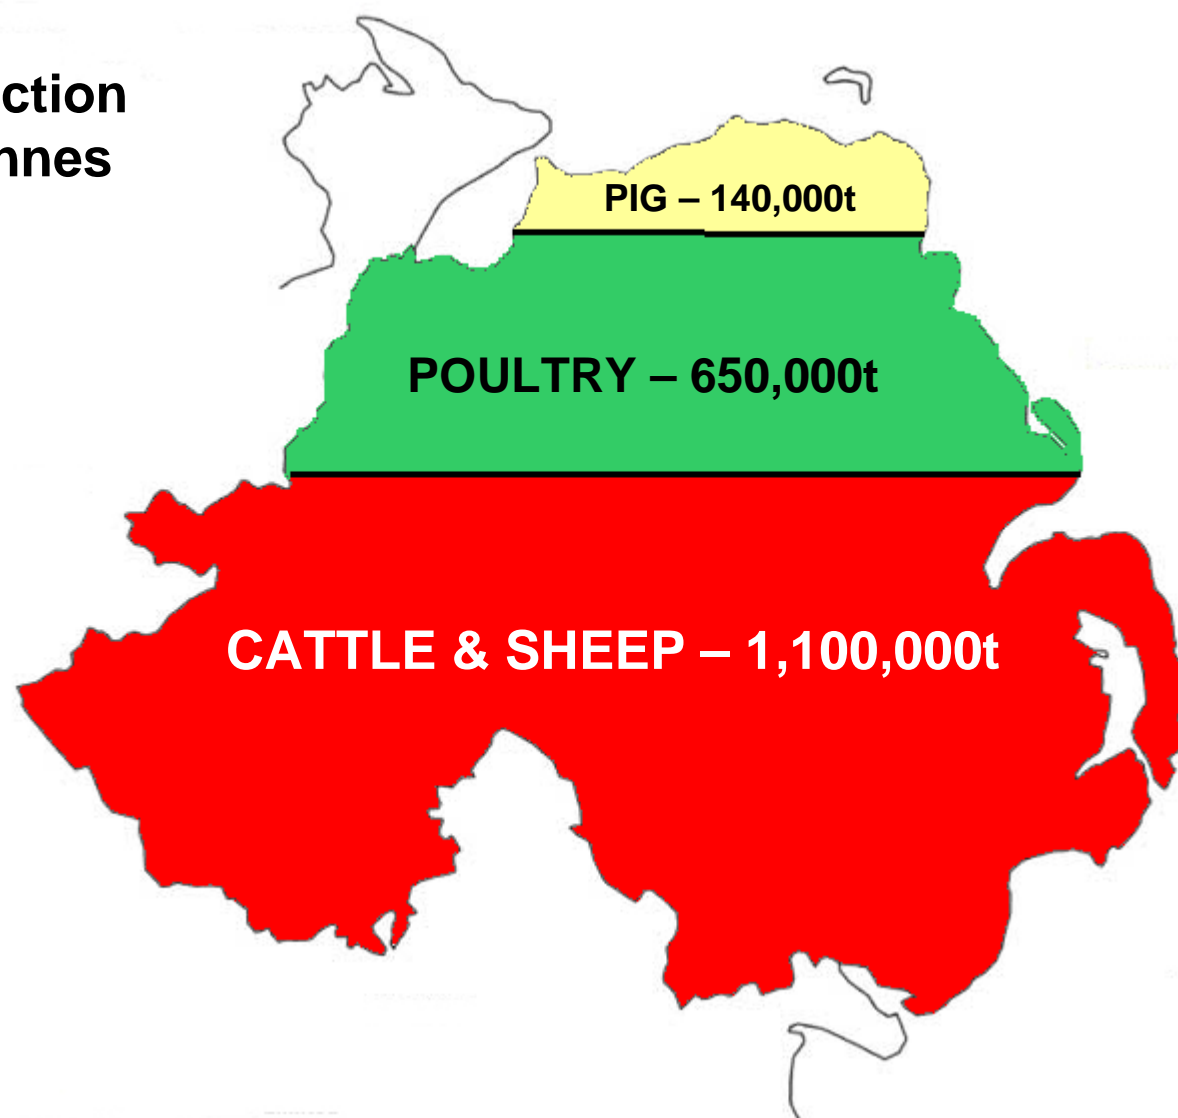 ction
nnes
PIG – 140,000t
POULTRY – 650,000t
CATTLE & SHEEP – 1,100,000t